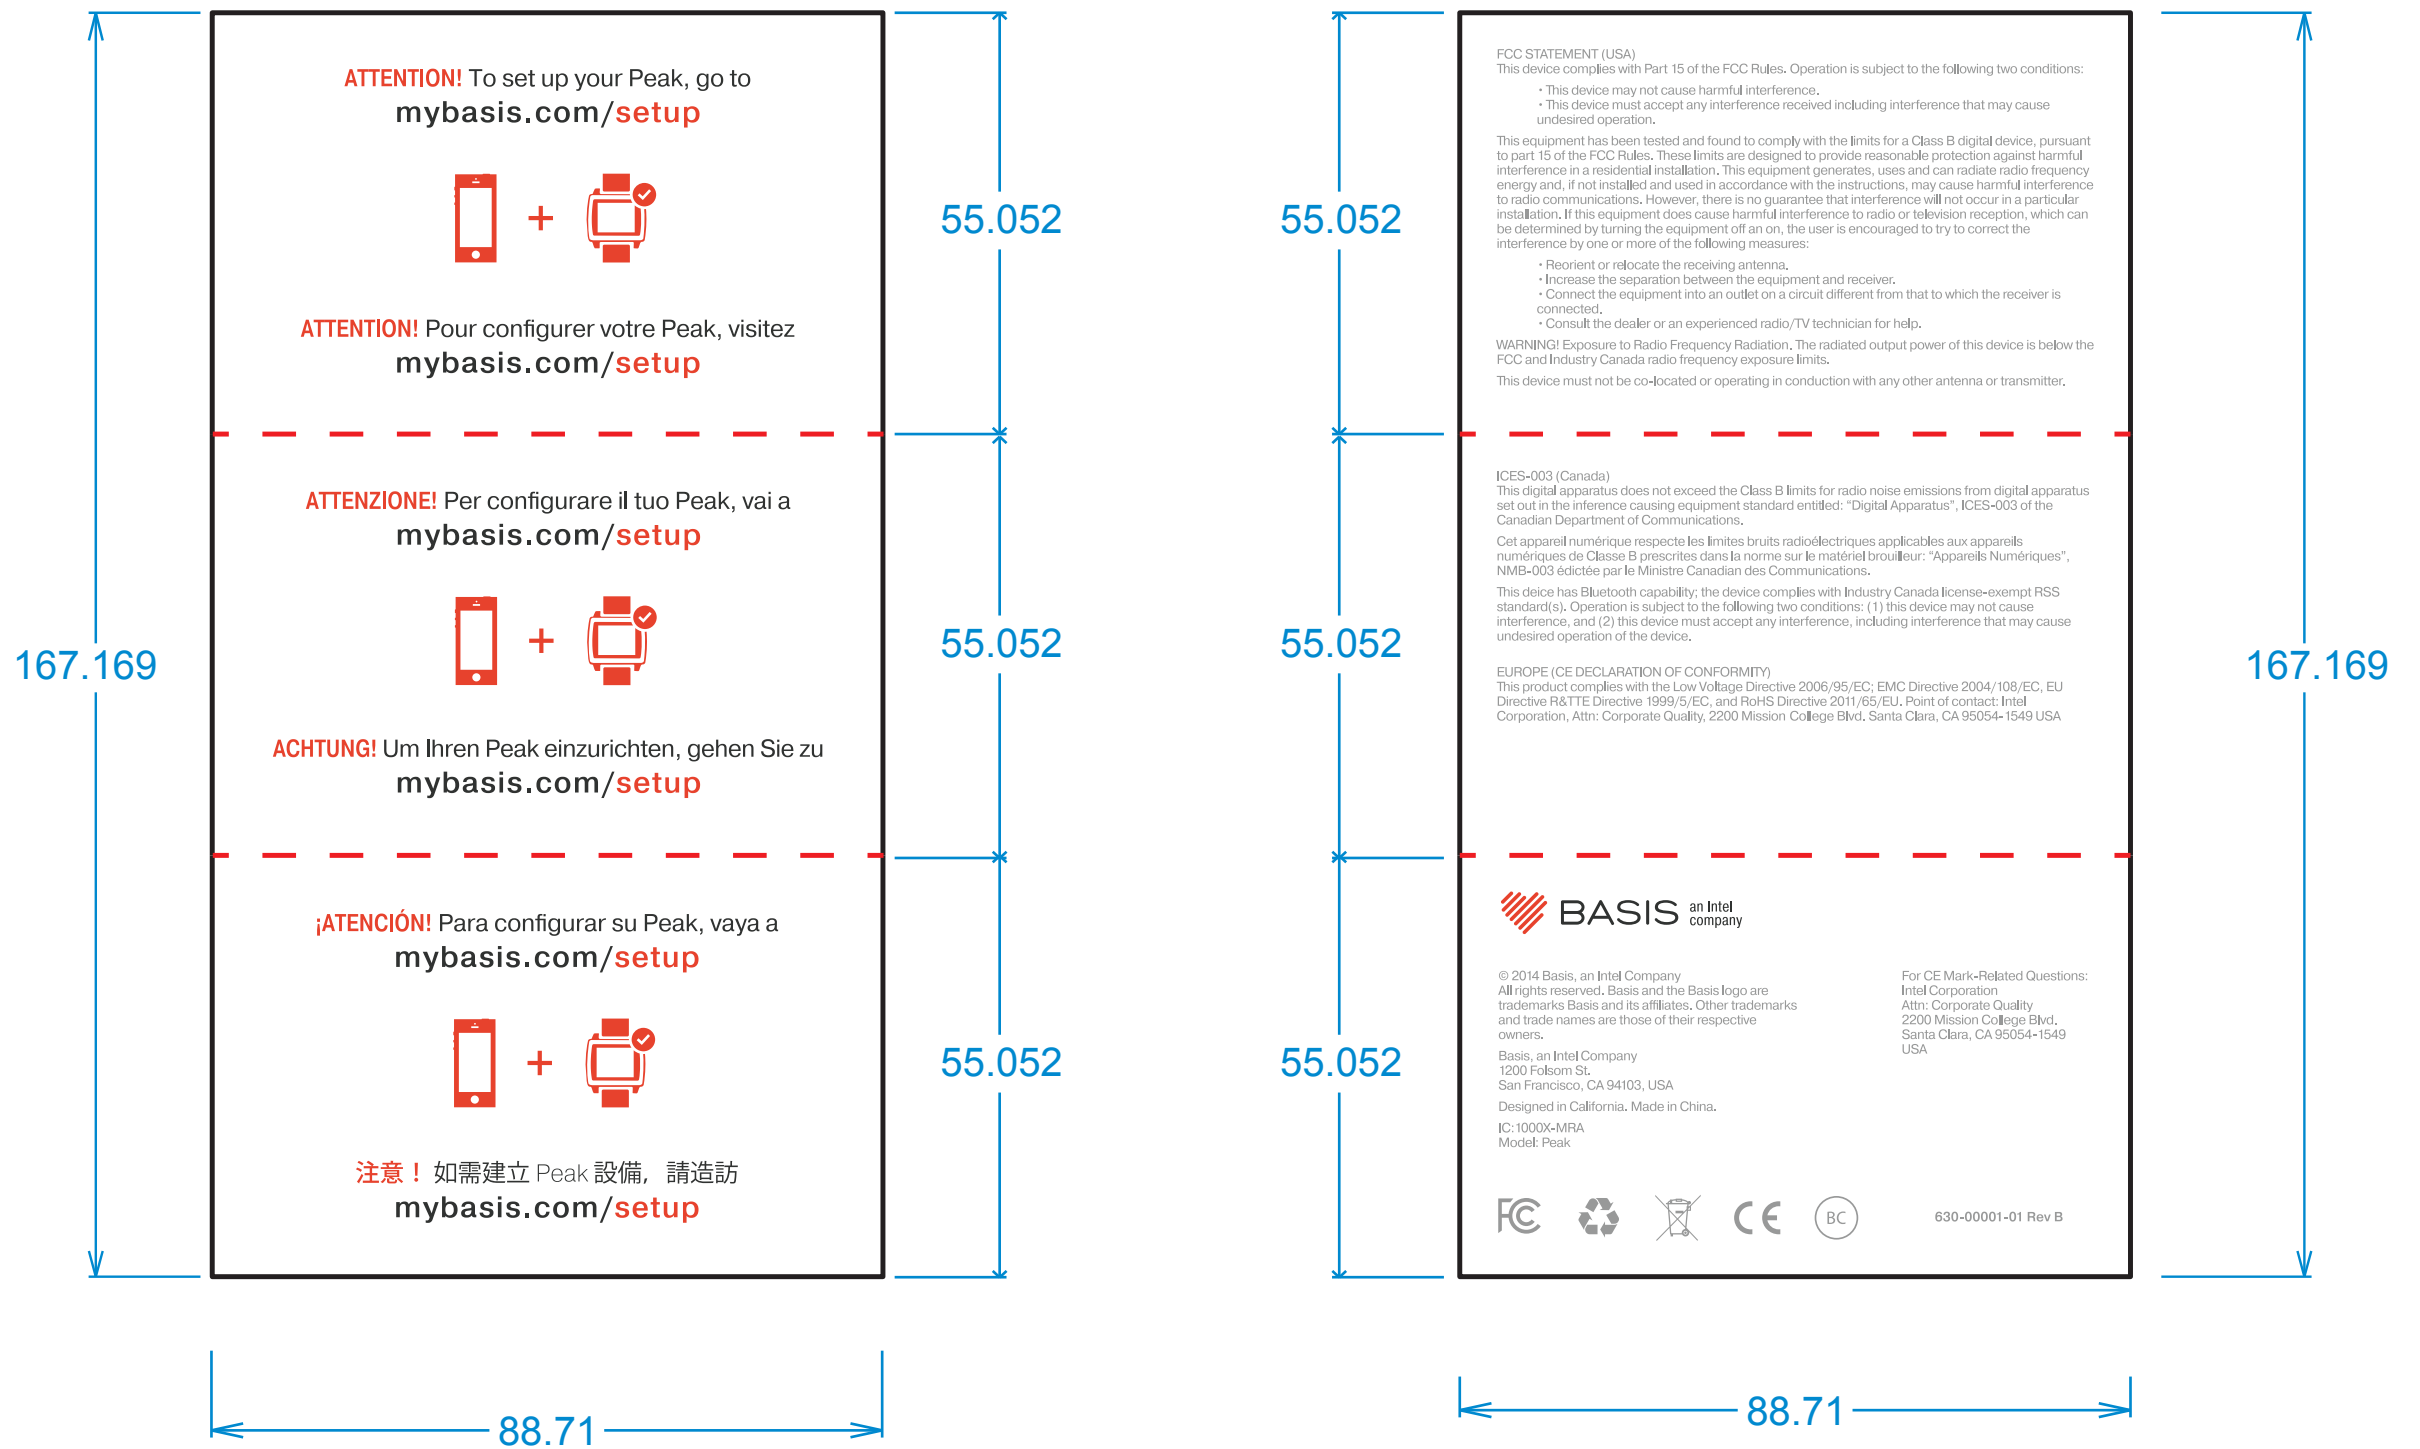 ATTENTION! To set up your Peak, go to
mybasis.com/setup
ATTENTION! Pour configurer votre Peak, visitez
mybasis.com/setup
ATTENZIONE! Per configurare il tuo Peak, vai a
mybasis.com/setup
ACHTUNG! Um Ihren Peak einzurichten, gehen Sie zu
mybasis.com/setup
¡ATENCIÓN! Para configurar su Peak, vaya a
mybasis.com/setup
注意！如需建立 Peak 設備，請造訪
mybasis.com/setup
167.169
55.052
55.052
55.052
88.71
FCC STATEMENT (USA)
This device complies with Part 15 of the FCC Rules. Operation is subject to the following two conditions:
• This device may not cause harmful interference.
• This device must accept any interference received including interference that may cause
undesired operation.
This equipment has been tested and found to comply with the limits for a Class B digital device, pursuant
to part 15 of the FCC Rules. These limits are designed to provide reasonable protection against harmful
interference in a residential installation. This equipment generates, uses and can radiate radio frequency
energy and, if not installed and used in accordance with the instructions, may cause harmful interference
to radio communications. However, there is no guarantee that interference will not occur in a particular
installation. If this equipment does cause harmful interference to radio or television reception, which can
be determined by turning the equipment off an on, the user is encouraged to try to correct the
interference by one or more of the following measures:
• Reorient or relocate the receiving antenna.
• Increase the separation between the equipment and receiver.
• Connect the equipment into an outlet on a circuit different from that to which the receiver is
connected.
• Consult the dealer or an experienced radio/TV technician for help.
WARNING! Exposure to Radio Frequency Radiation. The radiated output power of this device is below the
FCC and Industry Canada radio frequency exposure limits.
This device must not be co-located or operating in conduction with any other antenna or transmitter.
ICES-003 (Canada)
This digital apparatus does not exceed the Class B limits for radio noise emissions from digital apparatus
set out in the inference causing equipment standard entitled: “Digital Apparatus”, ICES-003 of the
Canadian Department of Communications.
Cet appareil numérique respecte les limites bruits radioélectriques applicables aux appareils
numériques de Classe B prescrites dans la norme sur le matériel brouilleur: “Appareils Numériques”,
NMB-003 édictée par le Ministre Canadian des Communications.
This deice has Bluetooth capability; the device complies with Industry Canada license-exempt RSS
standard(s). Operation is subject to the following two conditions: (1) this device may not cause
interference, and (2) this device must accept any interference, including interference that may cause
undesired operation of the device.
EUROPE (CE DECLARATION OF CONFORMITY)
This product complies with the Low Voltage Directive 2006/95/EC; EMC Directive 2004/108/EC, EU
Directive R&TTE Directive 1999/5/EC, and RoHS Directive 2011/65/EU. Point of contact: Intel
Corporation, Attn: Corporate Quality, 2200 Mission College Blvd. Santa Clara, CA 95054-1549 USA
BASIS an Intel
company
© 2014 Basis, an Intel Company
All rights reserved. Basis and the Basis logo are
trademarks Basis and its affiliates. Other trademarks
and trade names are those of their respective
owners.
Basis, an Intel Company
1200 Folsom St.
San Francisco, CA 94103, USA
Designed in California. Made in China.
IC:1000X-MRA
Model: Peak
For CE Mark-Related Questions:
Intel Corporation
Attn: Corporate Quality
2200 Mission College Blvd.
Santa Clara, CA 95054-1549
USA
FC CE BC 630-00001-01 Rev B
55.052
55.052
55.052
167.169
88.71